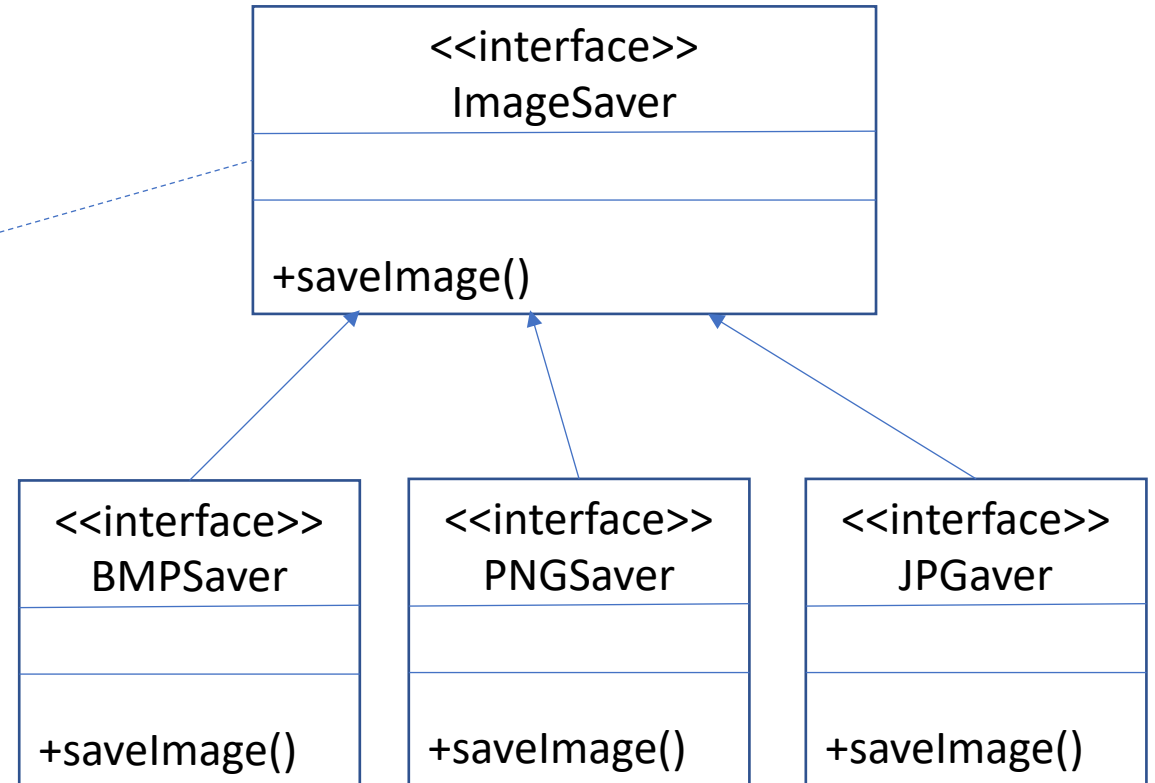 <<interface>>
ImageSaver
+saveImage()
<<interface>>
BMPSaver
+saveImage()
<<interface>>
PNGSaver
+saveImage()
<<interface>>
JPGaver
+saveImage()